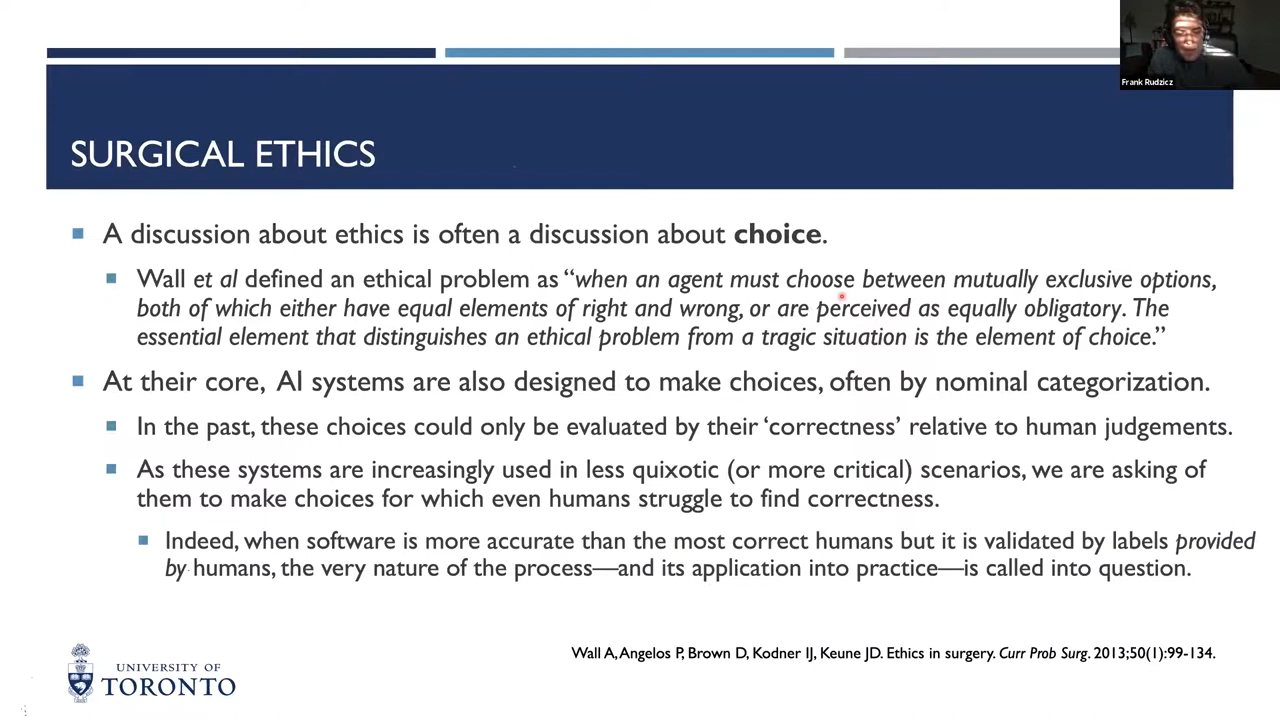 Frank Rudzicz
SURGICAL ETHICS
A discussion about ethics is often a discussion about choice.
Wall et al defined an ethical problem as “when an agent must choose between mutually exclusive options,
both of which either have equal elements of right and wrong, or are perceived as equally obligatory. The
essential element that distinguishes an ethical problem from a tragic situation is the element of choice.”
At their core, AI systems are also designed to make choices, often by nominal categorization.
In the past, these choices could only be evaluated by their ‘correctness’ relative to human judgements.
As these systems are increasingly used in less quixotic (or more critical) scenarios, we are asking of
them to make choices for which even humans struggle to find correctness.
Indeed, when software is more accurate than the most correct humans but it is validated by labels provided
by humans, the very nature of the process—and its application into practice—is called into question.
Wall A, Angelos P, Brown D, Kodner IJ, Keune JD. Ethics in surgery. Curr Prob Surg. 2013;50(1):99-134.
UNIVERSITY OF
TORONTO